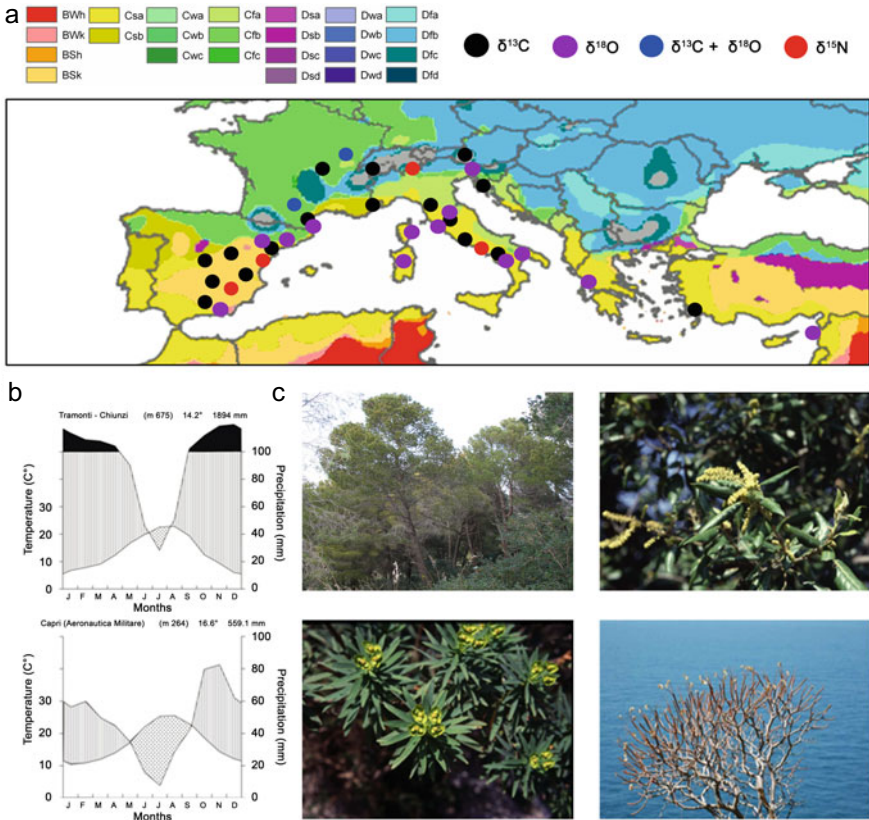 a
BWh Csa Cwa Cfa Dsa Dwa Dfa
BWk Csb Cwb Cfb Dsb Dwb Dfb
BSh Cwc Cfc Dsc Dwc Dfc
BSk Dsd Dwd Dfd
δ¹³C δ¹⁸O δ¹³C + δ¹⁸O δ¹⁵N
b
Tramonti - Chiunzi (m 675) 14.2° 1894 mm
Temperature (C°)
30
20
10
0
Precipitation (mm)
100
80
60
40
20
0
J F M A M J J A S O N D
Months
Capri (Aeronautica Militare) (m 264) 16.6° 559.1 mm
Temperature (C°)
40
30
20
10
0
Precipitation (mm)
100
80
60
40
20
0
J F M A M J J A S O N D
Months
c